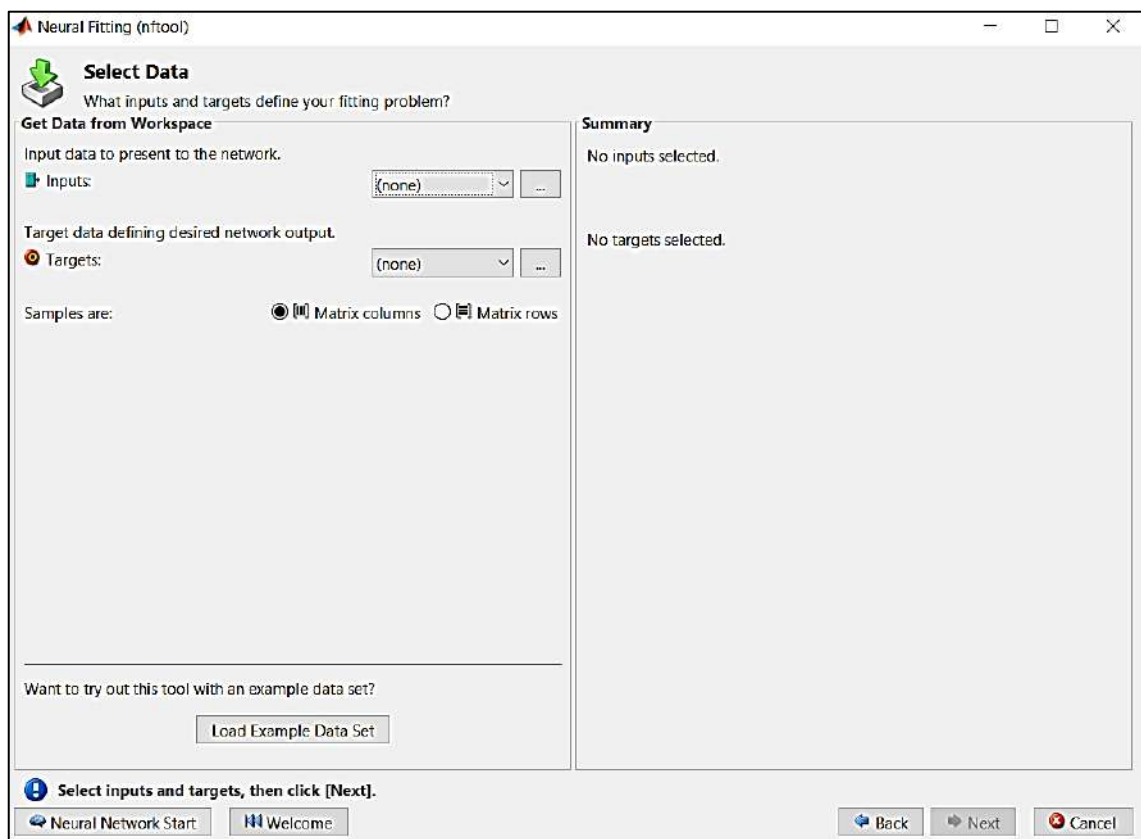 Neural Fitting (nftool)
Select Data
What inputs and targets define your fitting problem?
Get Data from Workspace
Input data to present to the network.
Inputs:
(none)
...
Target data defining desired network output.
Targets:
(none)
...
Samples are:
Matrix columns
Matrix rows
Want to try out this tool with an example data set?
Load Example Data Set
Summary
No inputs selected.
No targets selected.
Select inputs and targets, then click [Next].
Neural Network Start
Welcome
Back
Next
Cancel